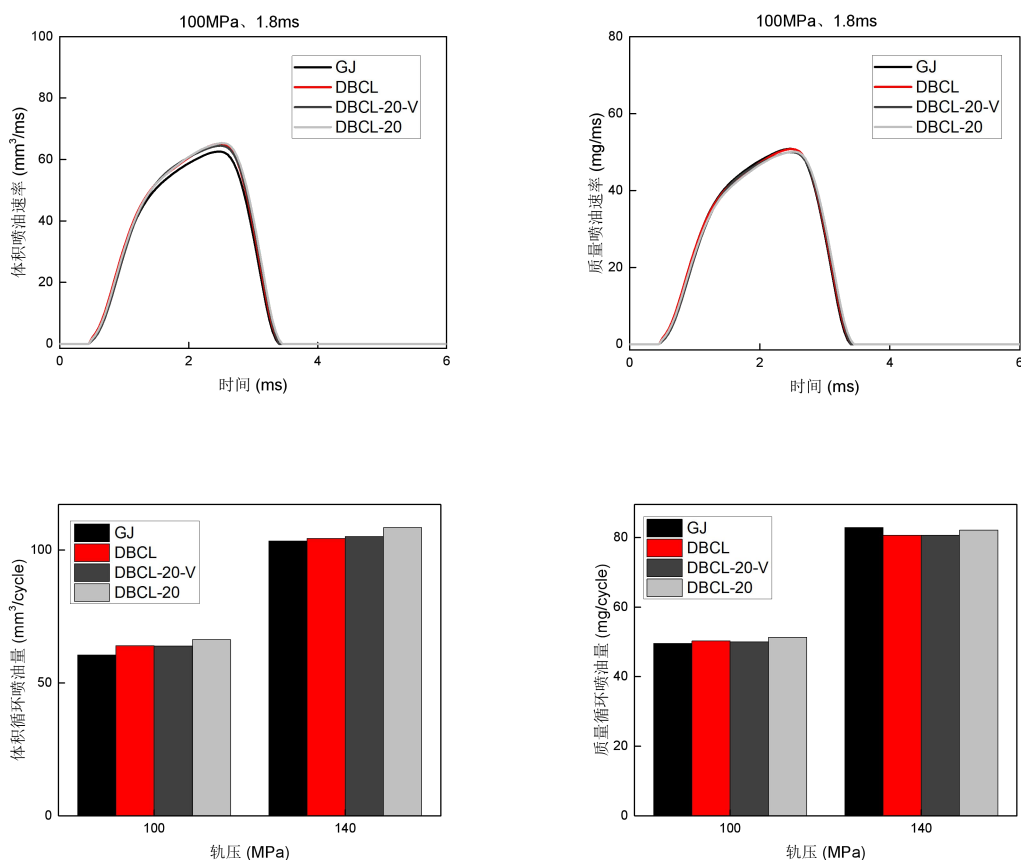 100MPa、1.8ms
100
80
60
40
20
0
体积喷油速率 (mm³/ms)
GJ
DBCL
DBCL-20-V
DBCL-20
0
2
4
6
时间 (ms)
100MPa、1.8ms
80
60
40
20
0
质量喷油速率 (mg/ms)
GJ
DBCL
DBCL-20-V
DBCL-20
0
2
4
6
时间 (ms)
100
50
0
体积循环喷油量 (mm³/cycle)
GJ
DBCL
DBCL-20-V
DBCL-20
100
140
轨压 (MPa)
80
60
40
20
0
质量循环喷油量 (mg/cycle)
GJ
DBCL
DBCL-20-V
DBCL-20
100
140
轨压 (MPa)